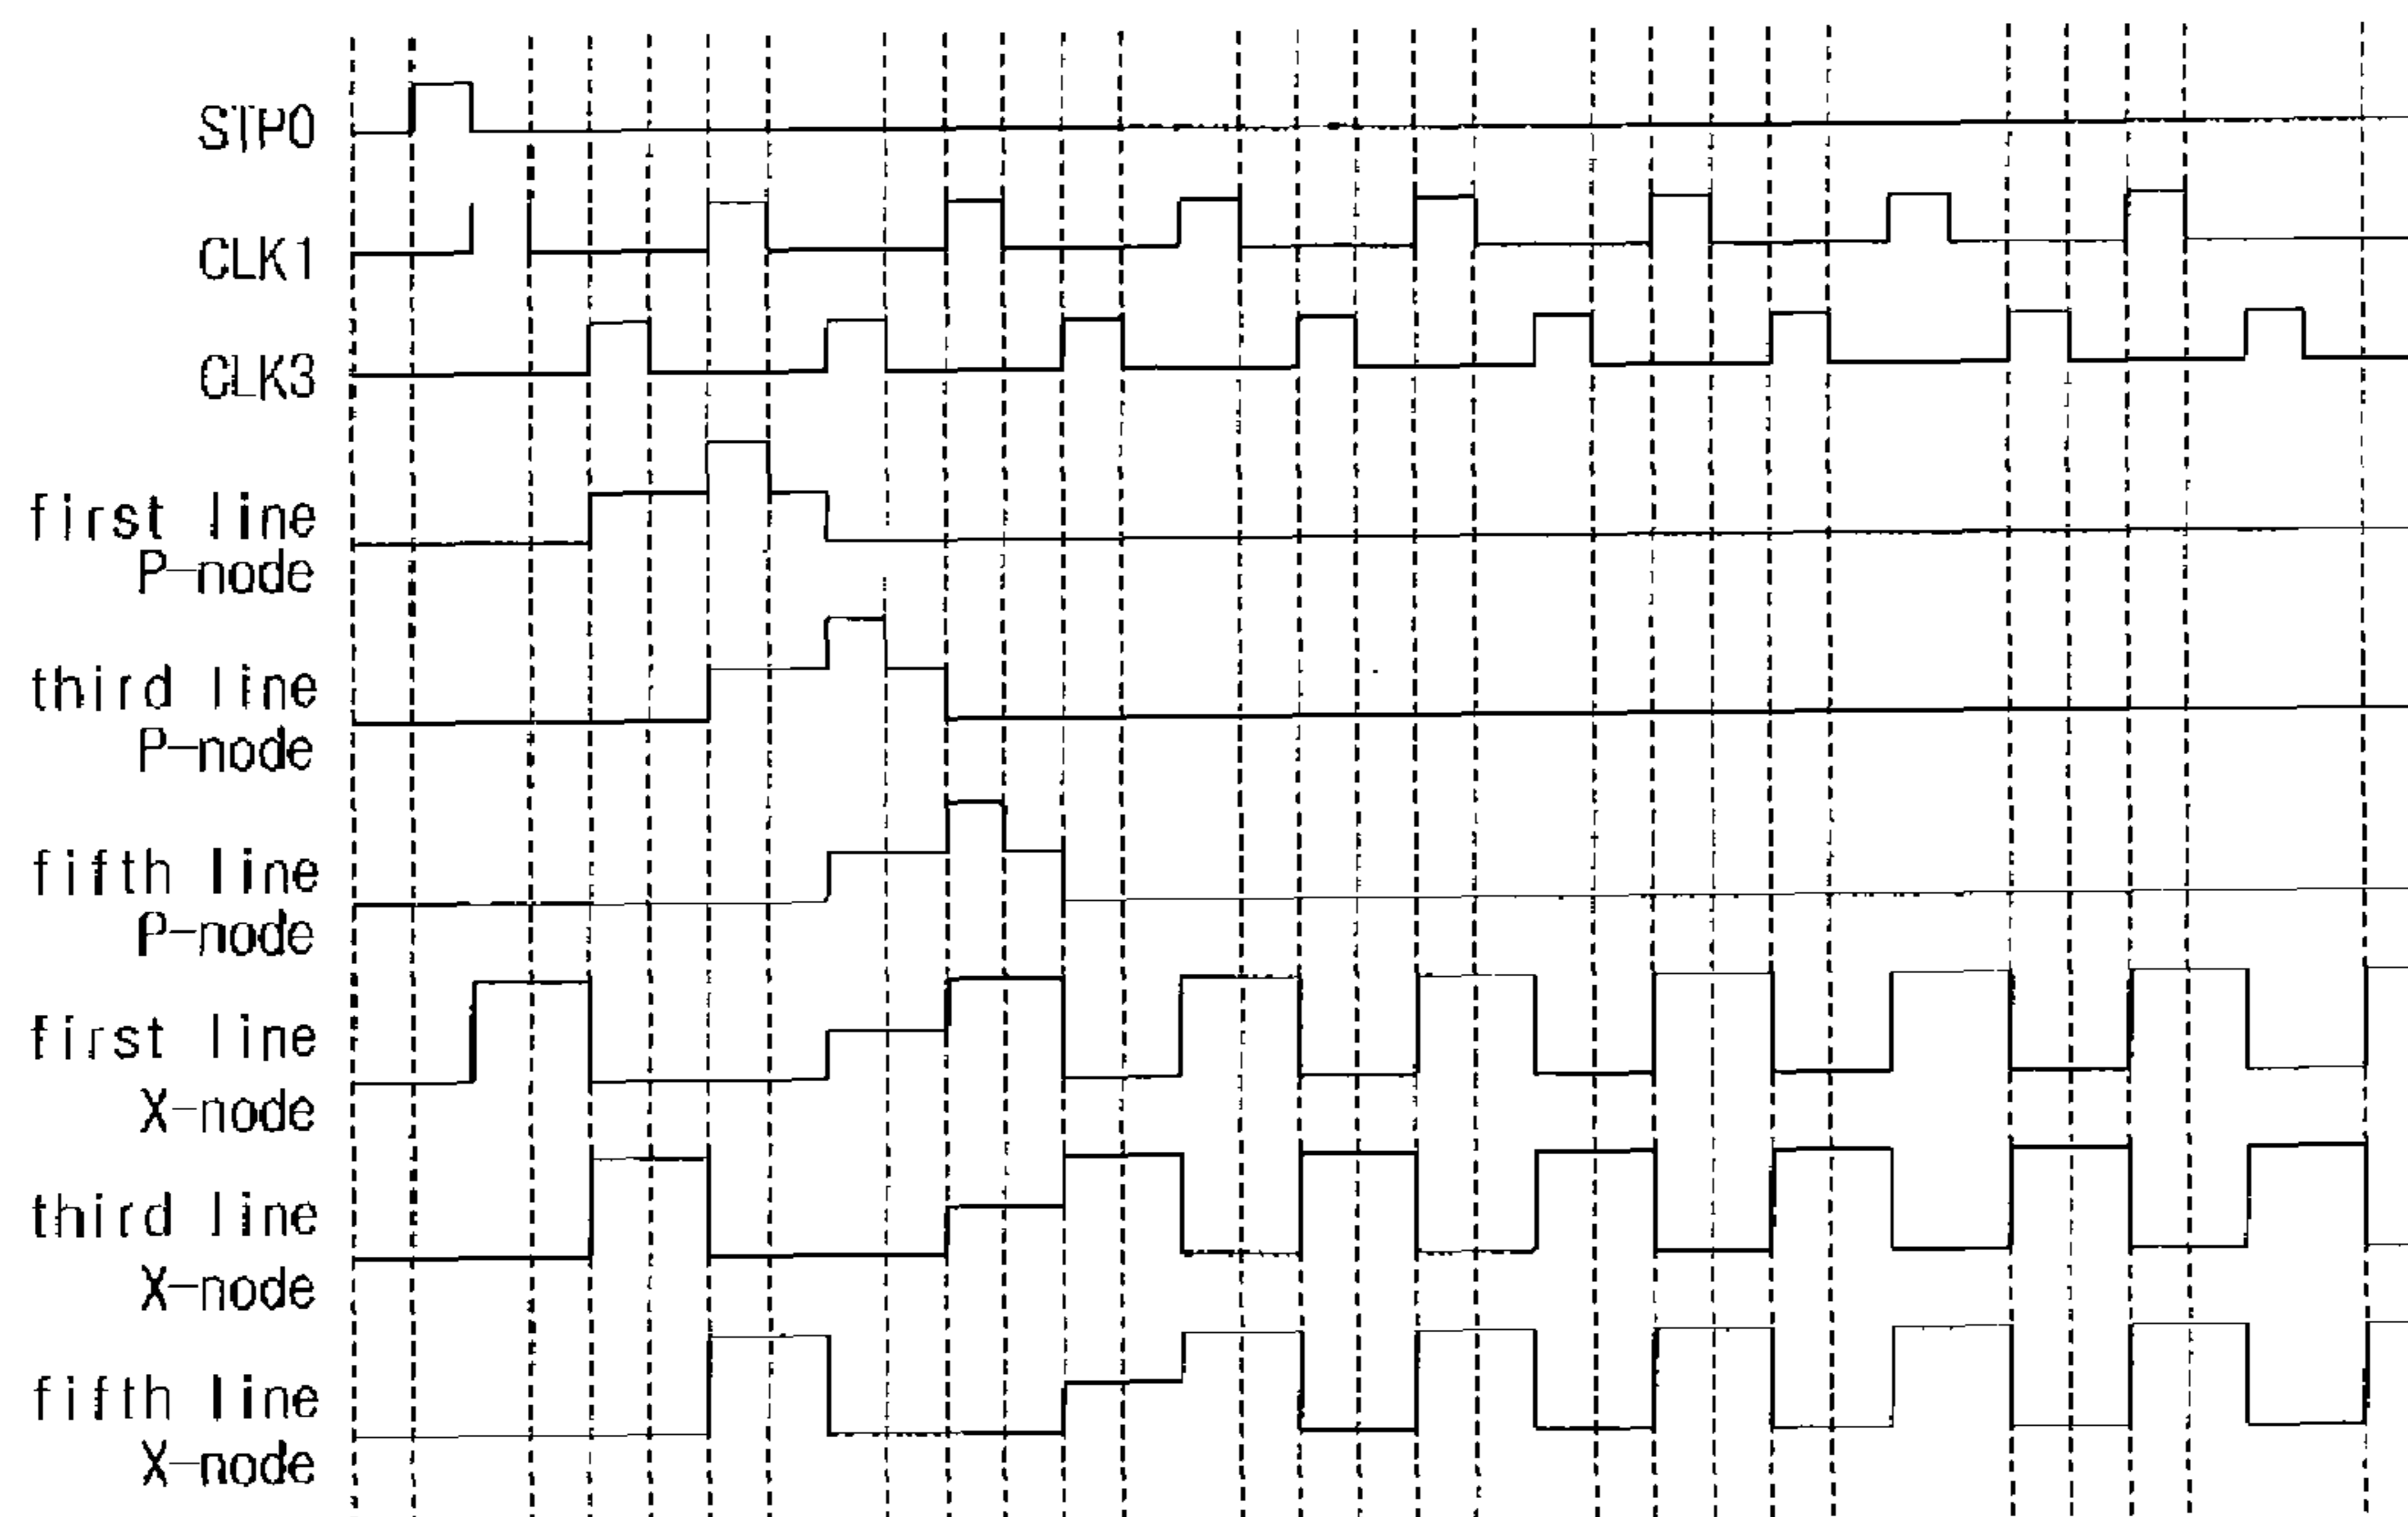 STP0
CLK1
CLK3
first line
P-node
third line
P-node
fifth line
P-node
first line
X-node
third line
X-node
fifth line
X-node